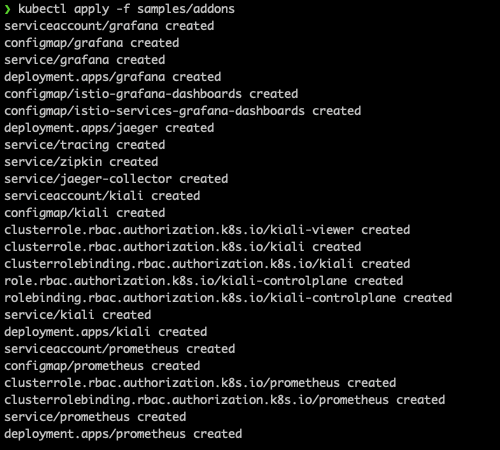 ❯ kubectl apply -f samples/addons
serviceaccount/grafana created
configmap/grafana created
service/grafana created
deployment.apps/grafana created
configmap/istio-grafana-dashboards created
configmap/istio-services-grafana-dashboards created
deployment.apps/jaeger created
service/tracing created
service/zipkin created
service/jaeger-collector created
serviceaccount/kiali created
configmap/kiali created
clusterrole.rbac.authorization.k8s.io/kiali-viewer created
clusterrole.rbac.authorization.k8s.io/kiali created
clusterrolebinding.rbac.authorization.k8s.io/kiali created
role.rbac.authorization.k8s.io/kiali-controlplane created
rolebinding.rbac.authorization.k8s.io/kiali-controlplane created
service/kiali created
deployment.apps/kiali created
serviceaccount/prometheus created
configmap/prometheus created
clusterrole.rbac.authorization.k8s.io/prometheus created
clusterrolebinding.rbac.authorization.k8s.io/prometheus created
service/prometheus created
deployment.apps/prometheus created